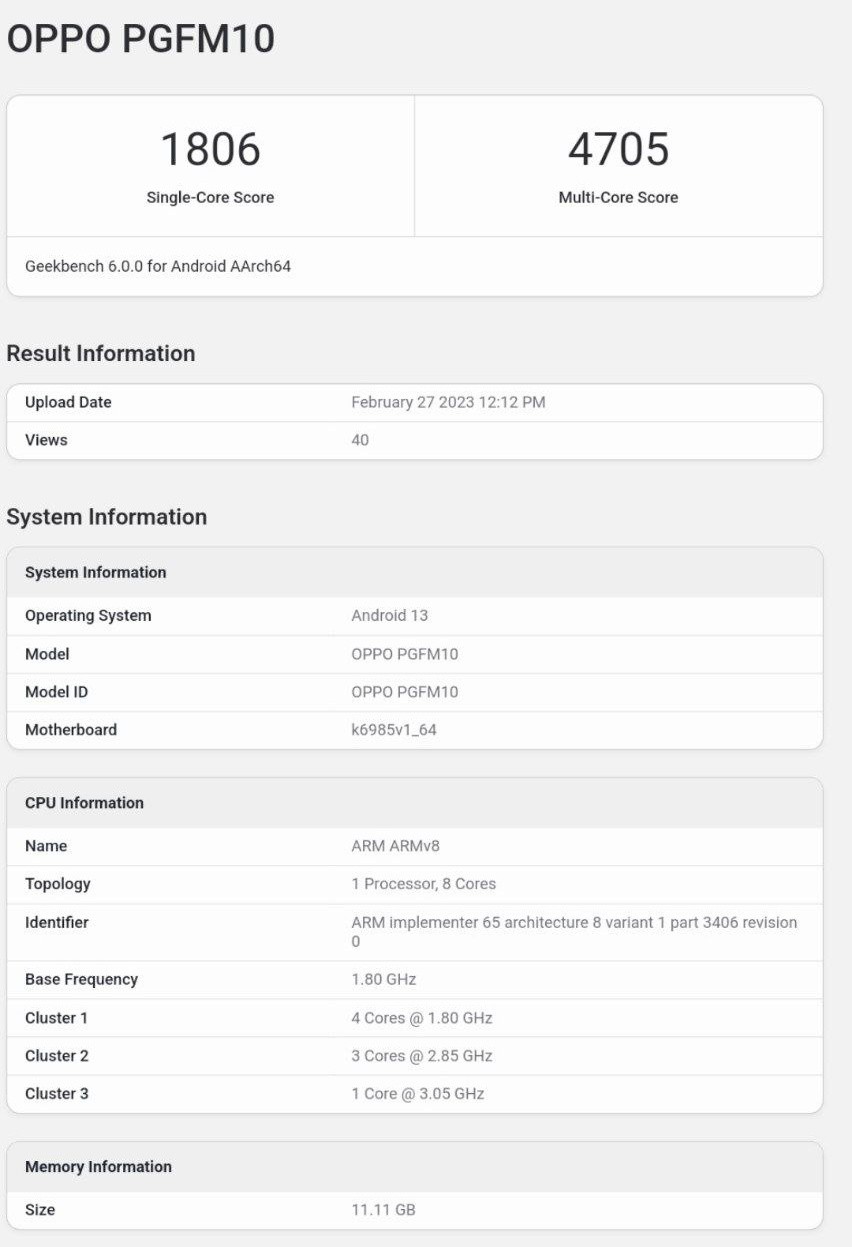 OPPO PGFM10
1806
Single-Core Score
4705
Multi-Core Score
Geekbench 6.0.0 for Android AArch64
Result Information
Upload Date February 27 2023 12:12 PM
Views 40
System Information
System Information
Operating System Android 13
Model OPPO PGFM10
Model ID OPPO PGFM10
Motherboard k6985v1_64
CPU Information
Name ARM ARMv8
Topology 1 Processor, 8 Cores
Identifier ARM implementer 65 architecture 8 variant 1 part 3406 revision
0
Base Frequency 1.80 GHz
Cluster 1 4 Cores @ 1.80 GHz
Cluster 2 3 Cores @ 2.85 GHz
Cluster 3 1 Core @ 3.05 GHz
Memory Information
Size 11.11 GB